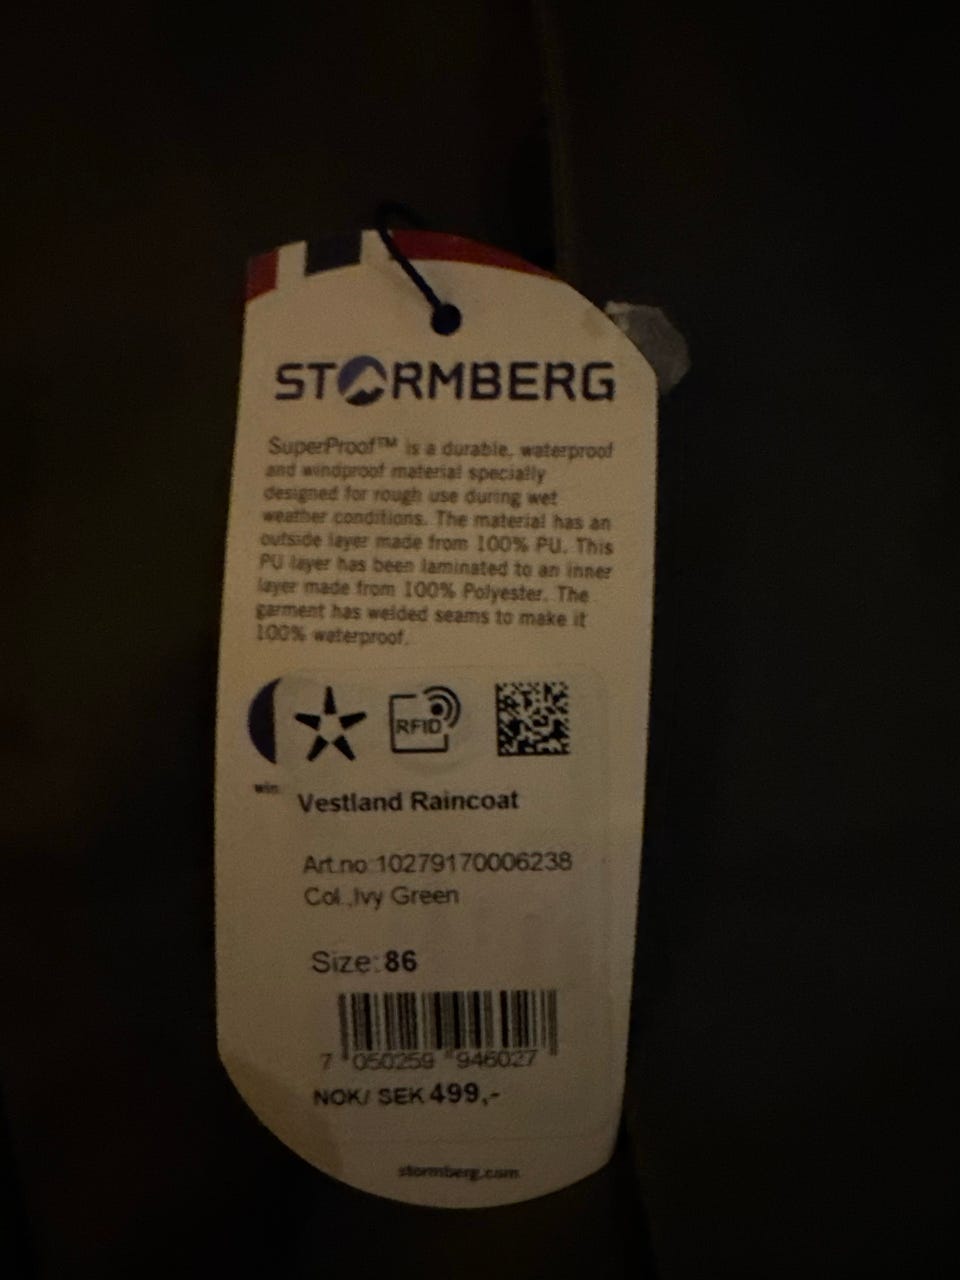 STORMBERG
SuperProof™ is a durable, waterproof
and windproof material specially
designed for rough use during wet
weather conditions. The material has an
outside layer made from 100% PU. This
PU layer has been laminated to an inner
layer made from 100% Polyester. The
garment has welded seams to make it
100% waterproof.
RFID
win
Vestland Raincoat
Art.no:10279170006238
Col.,Ivy Green
Size:86
7 050259 946027
NOK/ SEK 499,-
stormberg.com